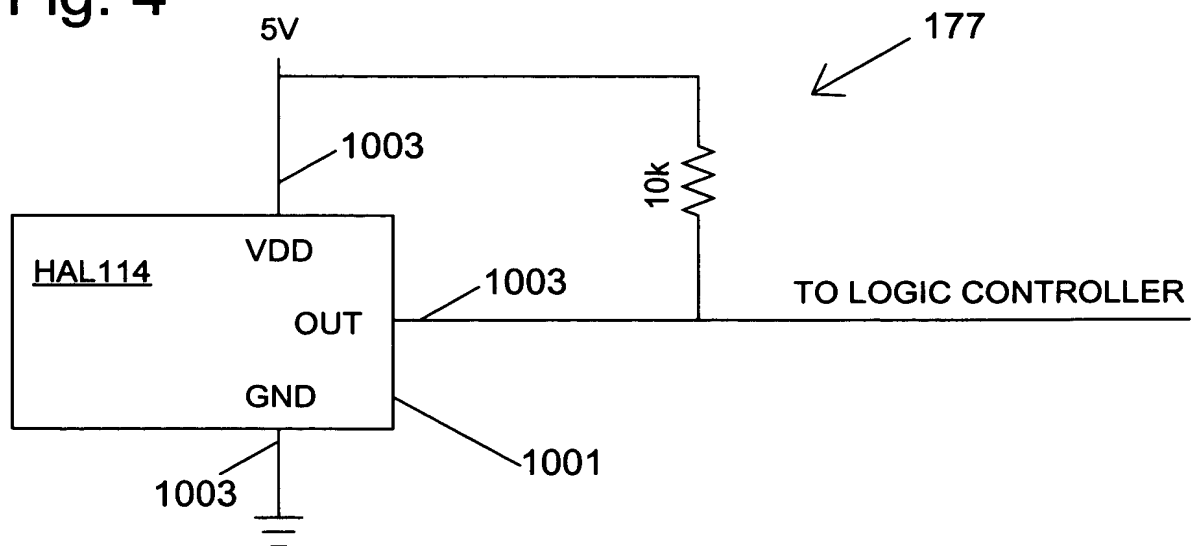 Fig. 4
5V
177
1003
10k
VDD
HAL114
1003
TO LOGIC CONTROLLER
OUT
GND
1001
1003